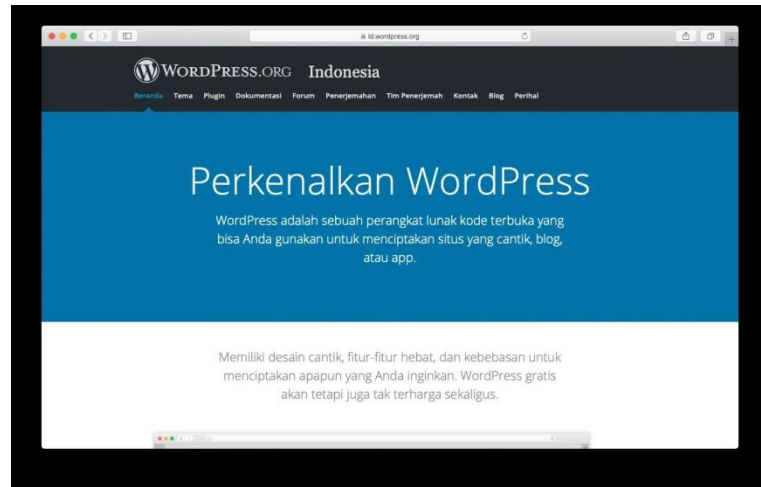 id.wordpress.org
WORDPRESS.ORG Indonesia
Beranda Tema Plugin Dokumentasi Forum Penerjemahan Tim Penerjemah Kontak Blog Perihal
Perkenalkan WordPress
WordPress adalah sebuah perangkat lunak kode terbuka yang
bisa Anda gunakan untuk menciptakan situs yang cantik, blog,
atau app.
Memiliki desain cantik, fitur-fitur hebat, dan kebebasan untuk
menciptakan apapun yang Anda inginkan. WordPress gratis
akan tetapi juga tak terharga sekaligus.